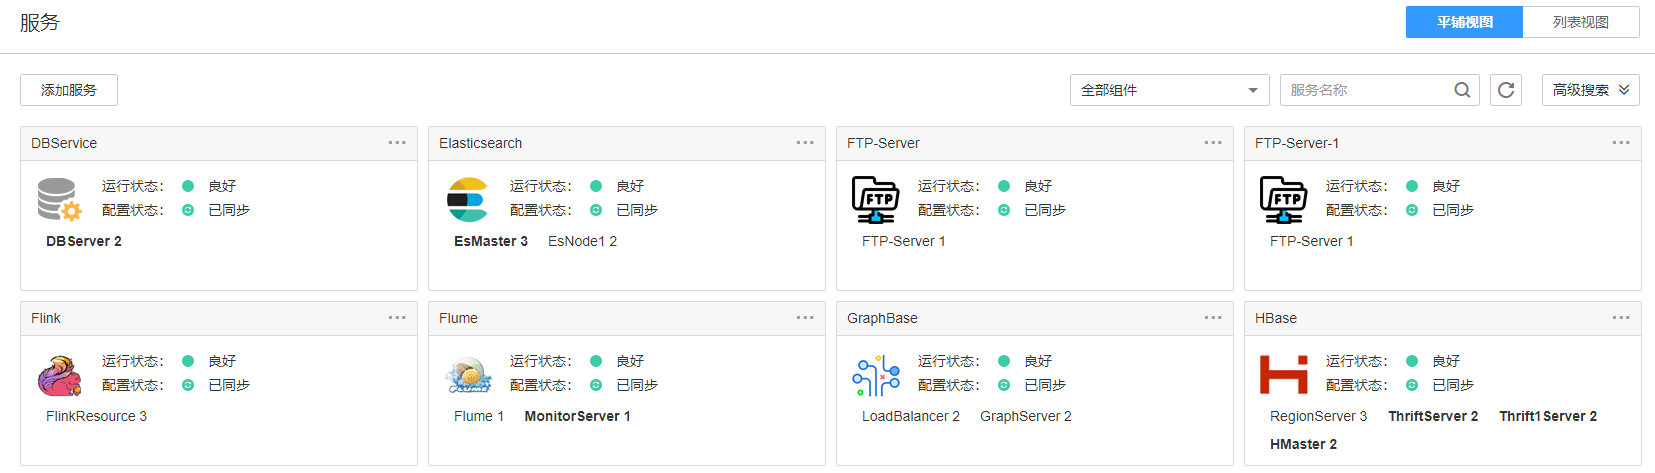 服务
平铺视图 列表视图
添加服务 全部组件 服务名称 高级搜索
DBService
运行状态： 良好
配置状态： 已同步
DBServer 2
Elasticsearch
运行状态： 良好
配置状态： 已同步
EsMaster 3 EsNode1 2
FTP-Server
运行状态： 良好
配置状态： 已同步
FTP
FTP-Server 1
FTP-Server-1
运行状态： 良好
配置状态： 已同步
FTP
FTP-Server 1
Flink
运行状态： 良好
配置状态： 已同步
FlinkResource 3
Flume
运行状态： 良好
配置状态： 已同步
Flume 1 MonitorServer 1
GraphBase
运行状态： 良好
配置状态： 已同步
LoadBalancer 2 GraphServer 2
HBase
运行状态： 良好
配置状态： 已同步
RegionServer 3 ThriftServer 2 Thrift1Server 2
HMaster 2